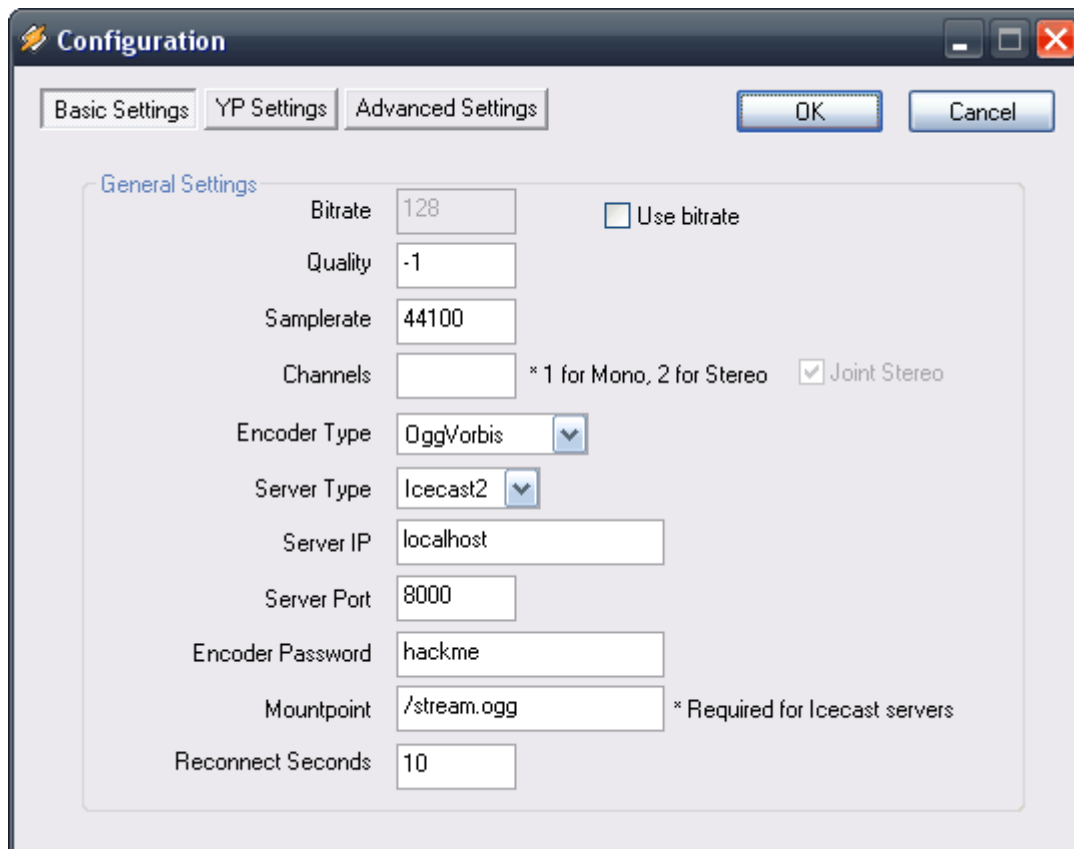 Configuration
Basic Settings YP Settings Advanced Settings OK Cancel
General Settings
Bitrate 128 Use bitrate
Quality -1
Samplerate 44100
Channels * 1 for Mono, 2 for Stereo Joint Stereo
Encoder Type OggVorbis
Server Type Icecast2
Server IP localhost
Server Port 8000
Encoder Password hackme
Mountpoint /stream.ogg * Required for Icecast servers
Reconnect Seconds 10